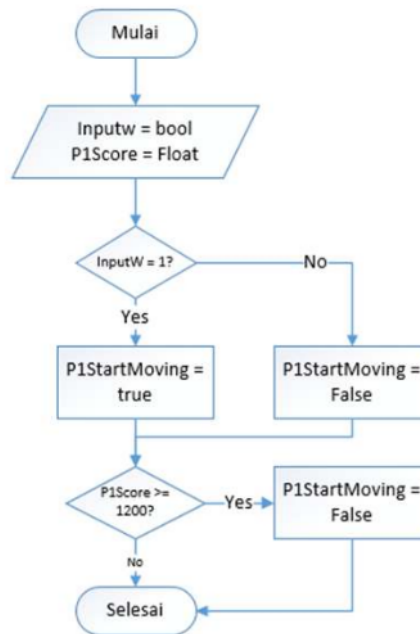 Mulai
Inputw = bool
P1Score = Float
InputW = 1?
No
Yes
P1StartMoving =
true
P1StartMoving =
False
P1Score >=
1200?
Yes
P1StartMoving =
False
No
Selesai